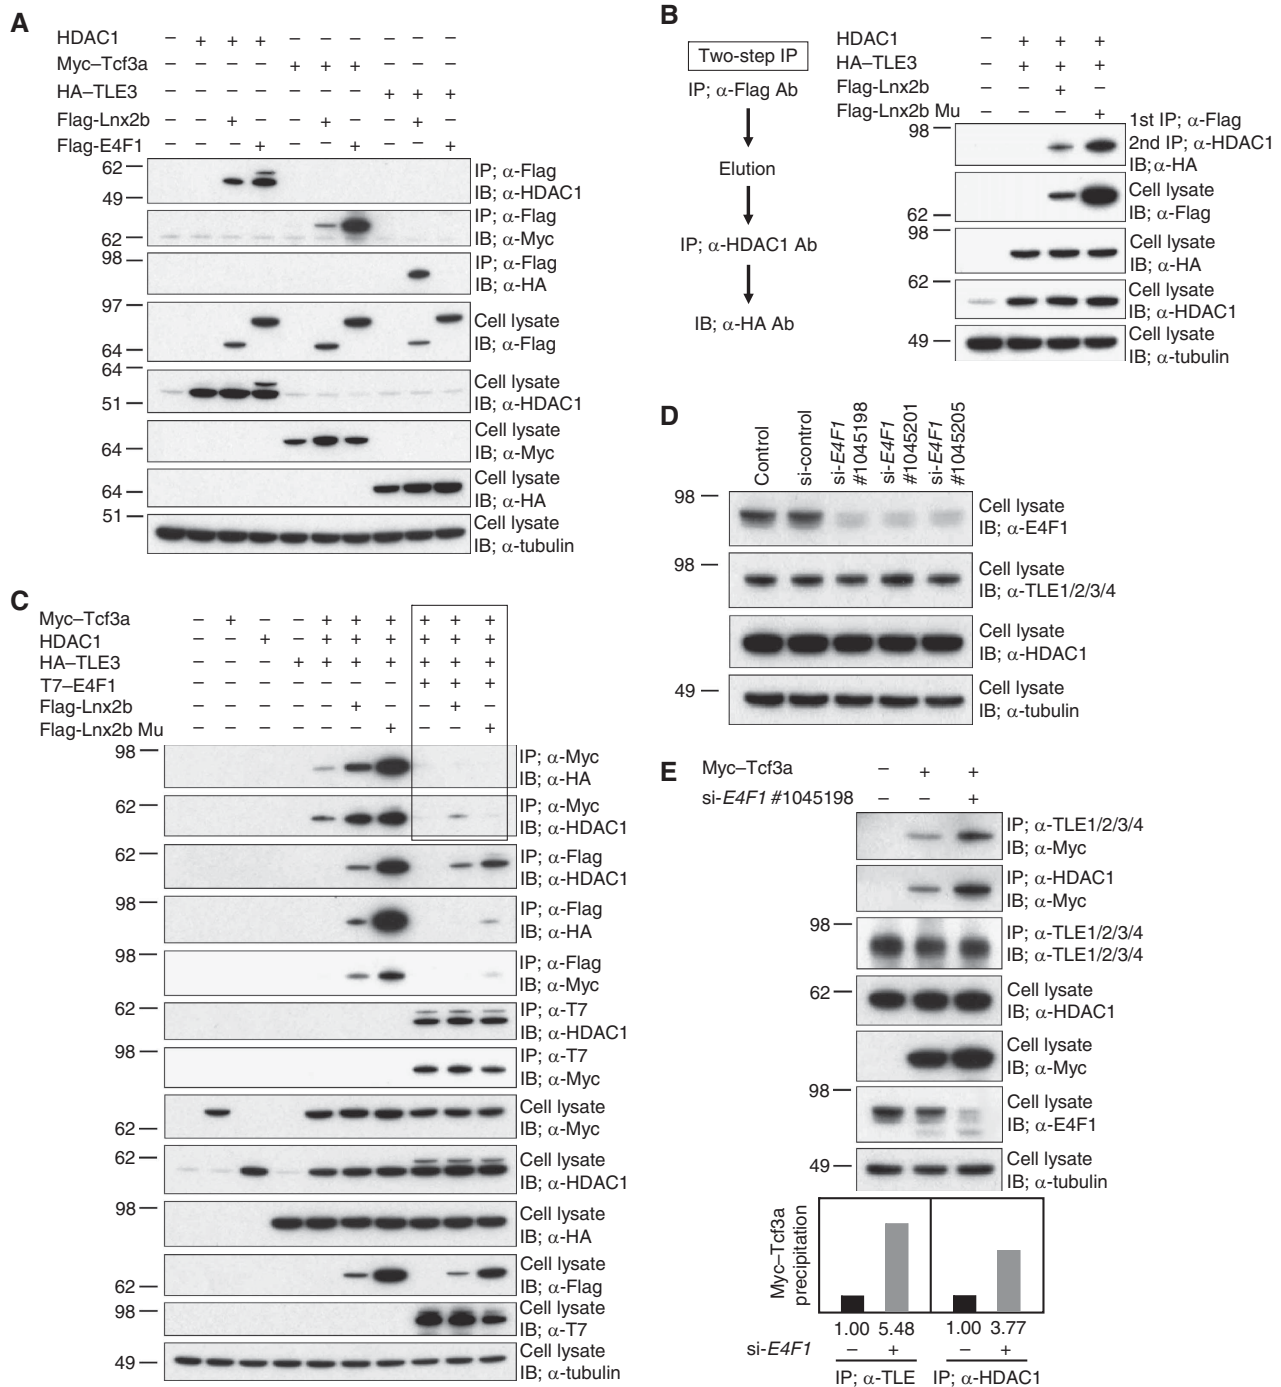 A
HDAC1 – + + + – – – – – –
Myc–Tcf3a – – – – + + + – – –
HA–TLE3 – – – – – – – + + +
Flag-Lnx2b – – + – – + – – + –
Flag-E4F1 – – – + – – + – – +
62
49
IP; α-Flag
IB; α-HDAC1
62
IP; α-Flag
IB; α-Myc
98
IP; α-Flag
IB; α-HA
97
64
Cell lysate
IB; α-Flag
64
51
Cell lysate
IB; α-HDAC1
64
Cell lysate
IB; α-Myc
64
Cell lysate
IB; α-HA
51
Cell lysate
IB; α-tubulin
B
Two-step IP
IP; α-Flag Ab
Elution
IP; α-HDAC1 Ab
IB; α-HA Ab
HDAC1 – + + +
HA–TLE3 – + + +
Flag-Lnx2b – – + –
Flag-Lnx2b Mu – – – +
98
1st IP; α-Flag
2nd IP; α-HDAC1
IB;α-HA
62
Cell lysate
IB; α-Flag
98
Cell lysate
IB; α-HA
62
Cell lysate
IB; α-HDAC1
49
Cell lysate
IB; α-tubulin
C
Myc–Tcf3a – + – – + + + + + +
HDAC1 – – + – + + + + + +
HA–TLE3 – – – + + + + + + +
T7–E4F1 – – – – – – – + + +
Flag-Lnx2b – – – – – + – – + –
Flag-Lnx2b Mu – – – – – – + – – +
98
IP; α-Myc
IB; α-HA
62
IP; α-Myc
IB; α-HDAC1
62
IP; α-Flag
IB; α-HDAC1
98
IP; α-Flag
IB; α-HA
98
IP; α-Flag
IB; α-Myc
62
IP; α-T7
IB; α-HDAC1
98
IP; α-T7
IB; α-Myc
62
Cell lysate
IB; α-Myc
62
Cell lysate
IB; α-HDAC1
98
Cell lysate
IB; α-HA
62
Cell lysate
IB; α-Flag
98
Cell lysate
IB; α-T7
49
Cell lysate
IB; α-tubulin
D
Control
si-control
si-E4F1
#1045198
si-E4F1
#1045201
si-E4F1
#1045205
98
Cell lysate
IB; α-E4F1
98
Cell lysate
IB; α-TLE1/2/3/4
Cell lysate
IB; α-HDAC1
49
Cell lysate
IB; α-tubulin
E
Myc–Tcf3a – + +
si-E4F1 #1045198 – – +
IP; α-TLE1/2/3/4
IB; α-Myc
IP; α-HDAC1
IB; α-Myc
98
IP; α-TLE1/2/3/4
IB; α-TLE1/2/3/4
62
Cell lysate
IB; α-HDAC1
Cell lysate
IB; α-Myc
98
Cell lysate
IB; α-E4F1
49
Cell lysate
IB; α-tubulin
Myc–Tcf3a
precipitation
1.00 5.48 1.00 3.77
si-E4F1 – + – +
IP; α-TLE IP; α-HDAC1